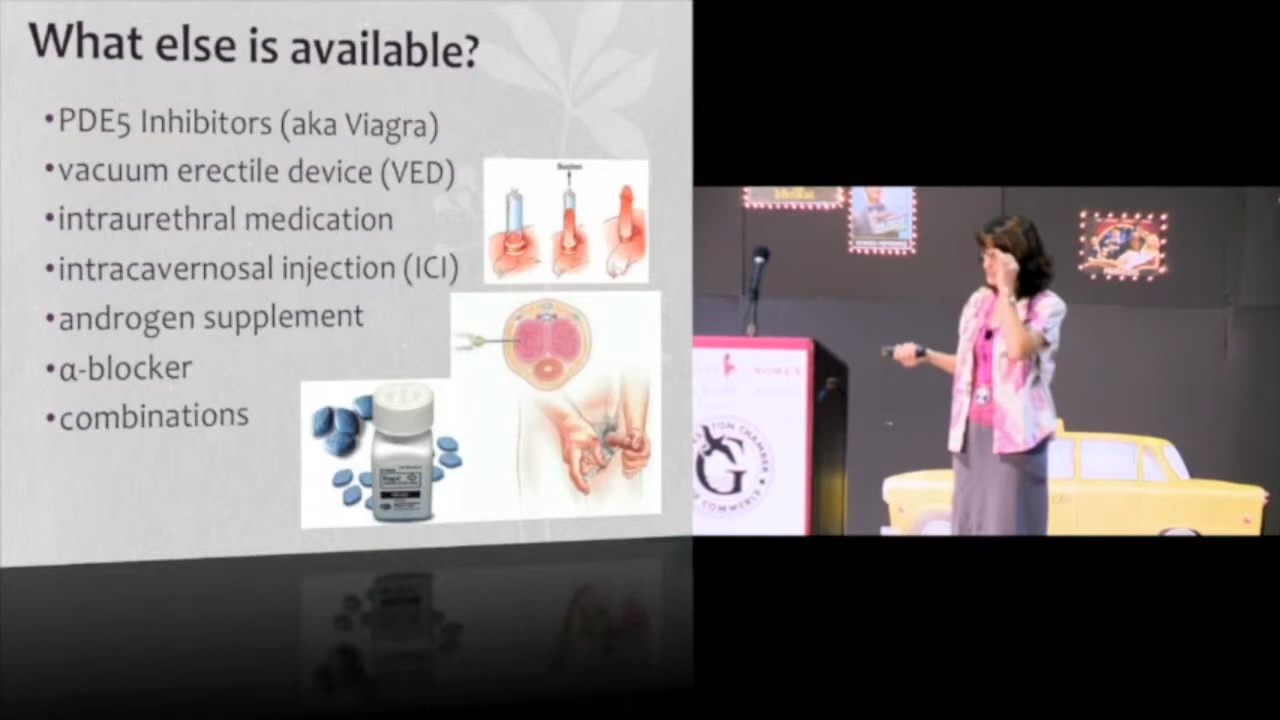 What else is available?
•PDE5 Inhibitors (aka Viagra)
•vacuum erectile device (VED)
•intraurethral medication
•intracavernosal injection (ICI)
•androgen supplement
•α-blocker
•combinations
Suction
G